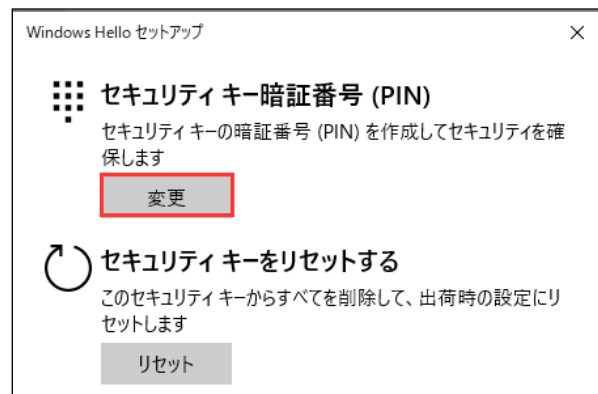 Windows Hello セットアップ
セキュリティ キー暗証番号 (PIN)
セキュリティ キーの暗証番号 (PIN) を作成してセキュリティを確
保します
変更
セキュリティ キーをリセットする
このセキュリティ キーからすべてを削除して、出荷時の設定にリ
セットします
リセット